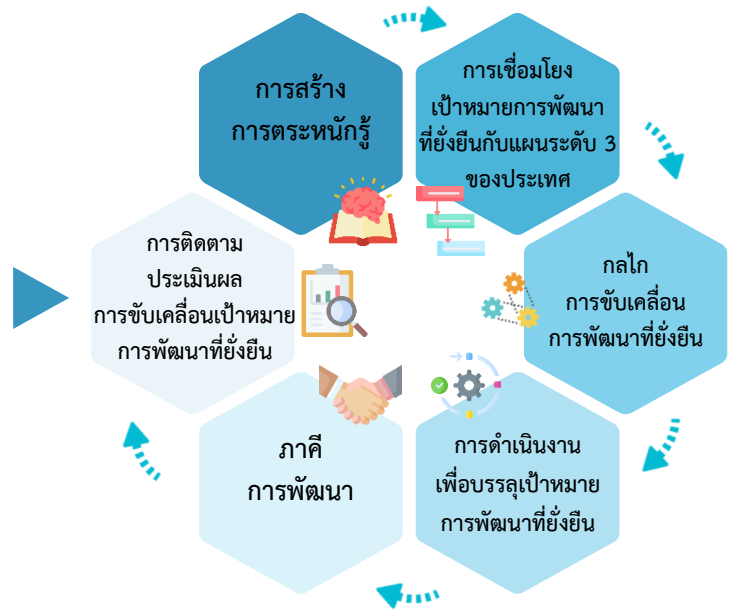 การสร้าง
การตระหนักรู้
การเชื่อมโยง
เป้าหมายการพัฒนา
ที่ยั่งยืนกับแผนระดับ 3
ของประเทศ
กลไก
การขับเคลื่อน
การพัฒนาที่ยั่งยืน
การดำเนินงาน
เพื่อบรรลุเป้าหมาย
การพัฒนาที่ยั่งยืน
ภาคี
การพัฒนา
การติดตาม
ประเมินผล
การขับเคลื่อนเป้าหมาย
การพัฒนาที่ยั่งยืน